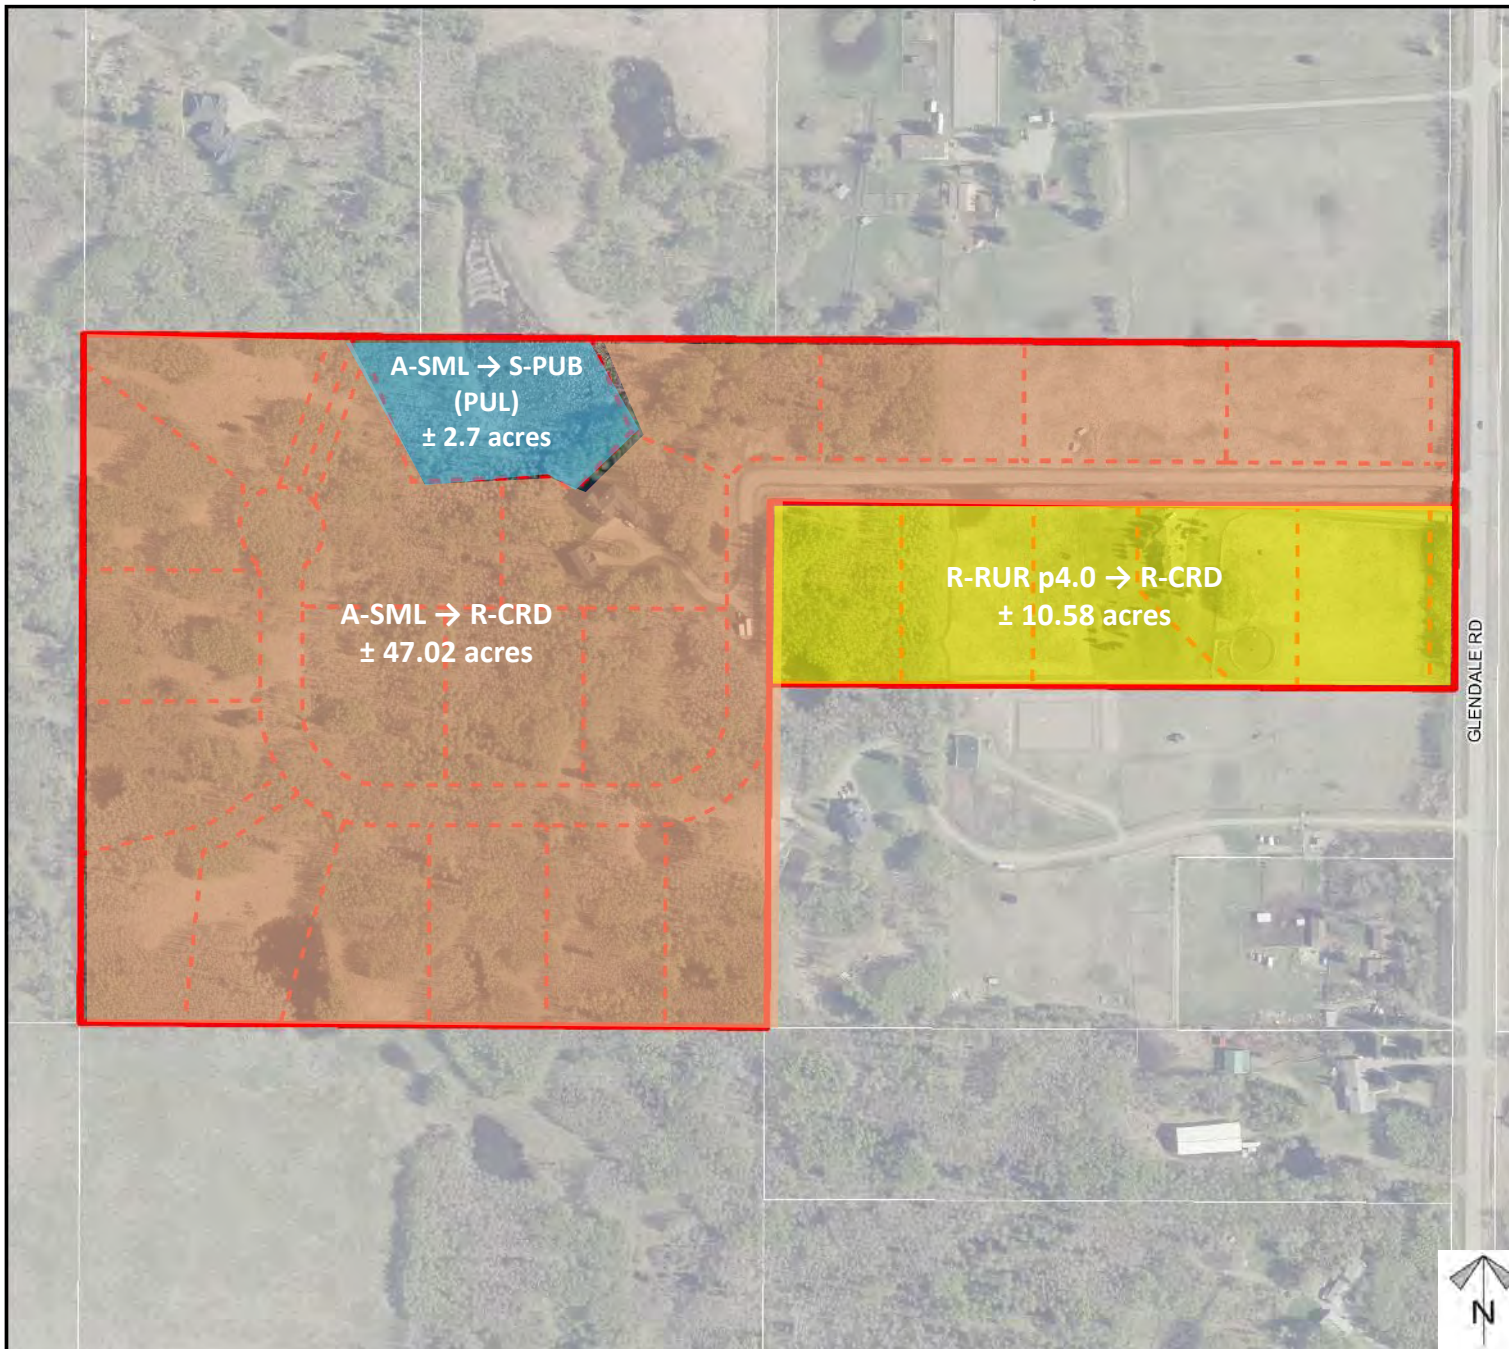 A-SML → S-PUB
(PUL)
± 2.7 acres
R-RUR p4.0 → R-CRD
± 10.58 acres
A-SML → R-CRD
± 47.02 acres
GLENDALE RD
N